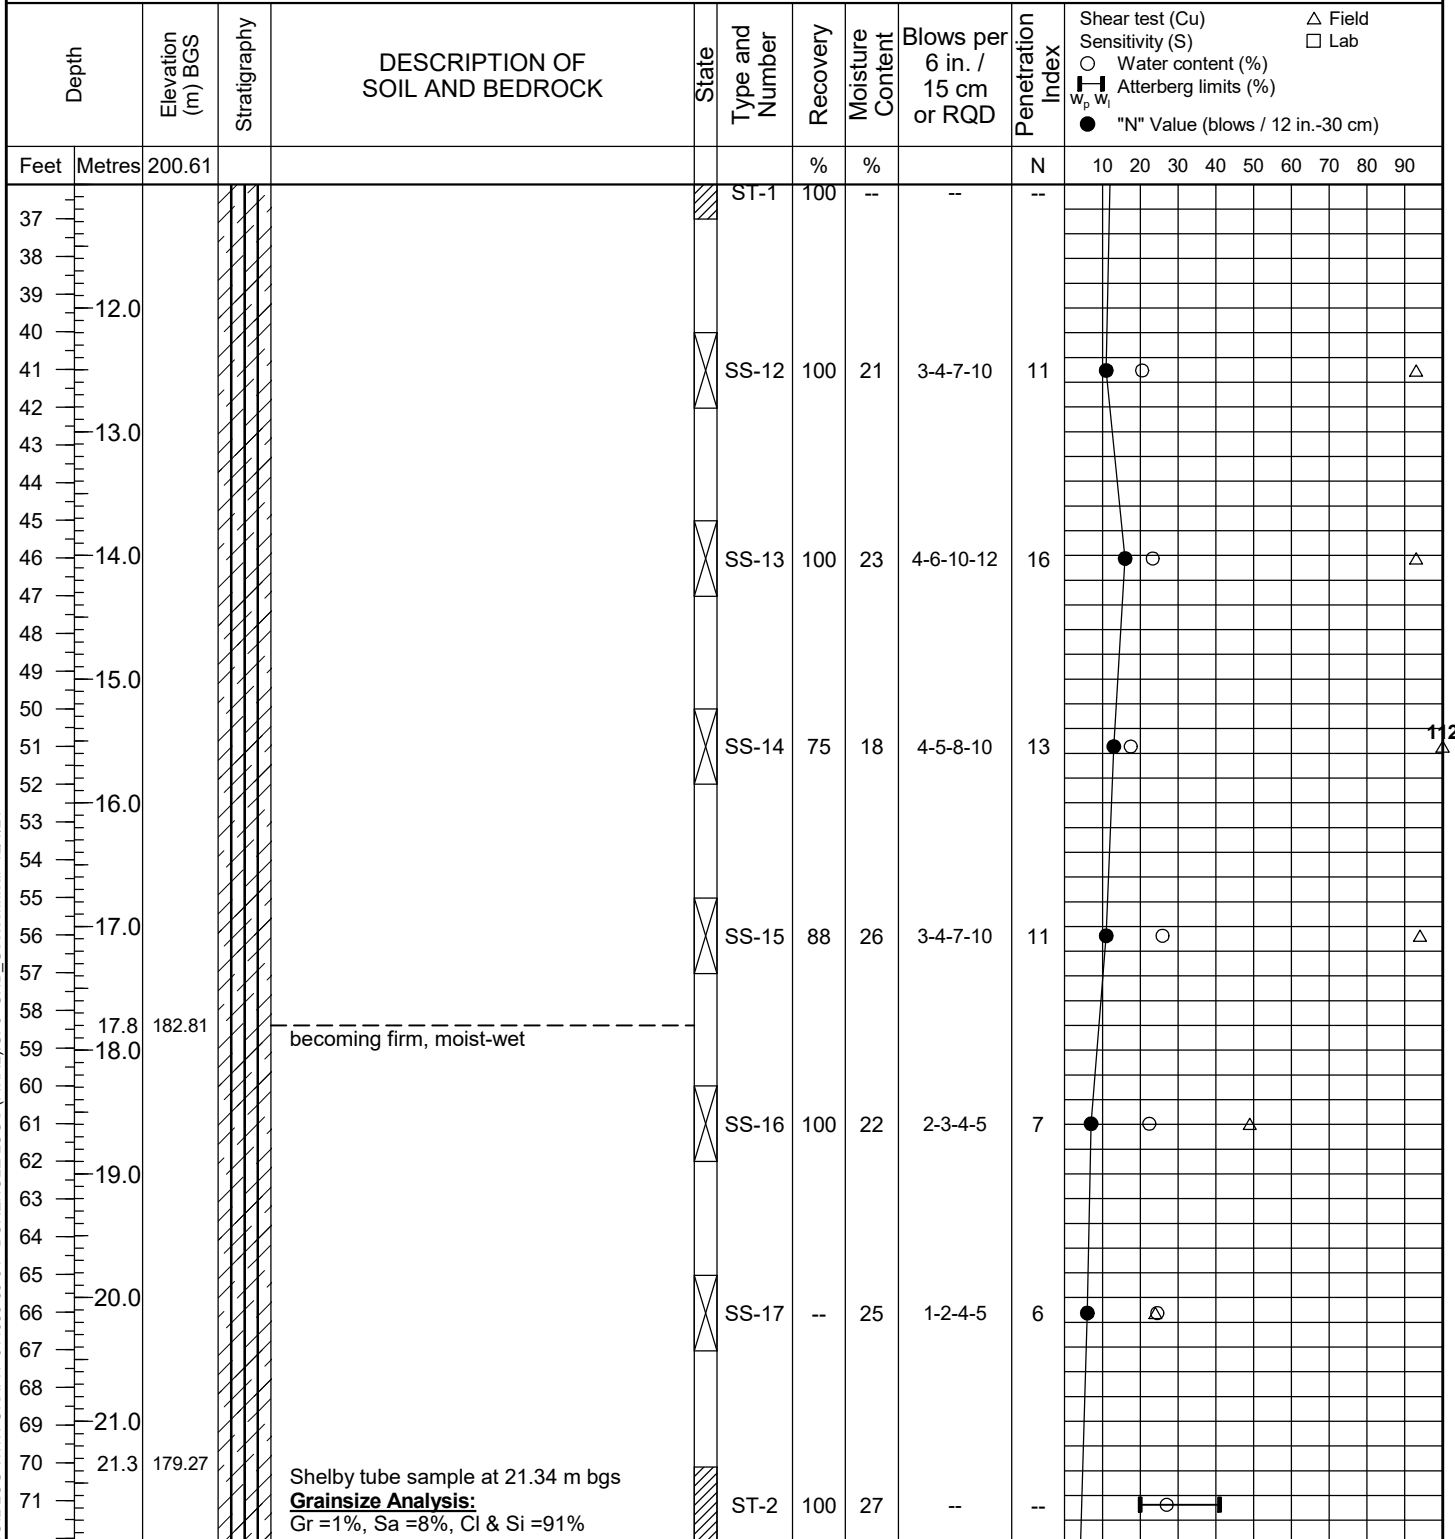 Depth
Elevation (m) BGS
Stratigraphy
DESCRIPTION OF
SOIL AND BEDROCK
State
Type and Number
Recovery
Moisture Content
Blows per
6 in. /
15 cm
or RQD
Penetration Index
Shear test (Cu) △ Field
Sensitivity (S) □ Lab
○ Water content (%)
Atterberg limits (%)
Wp Wl
● "N" Value (blows / 12 in.-30 cm)
Feet Metres 200.61 % % N 10 20 30 40 50 60 70 80 90
ST-1 100 -- -- --
37
38
39
12.0
40
41 SS-12 100 21 3-4-7-10 11
42
13.0
43
44
45
14.0
46 SS-13 100 23 4-6-10-12 16
47
48
49
15.0
50
112
51 SS-14 75 18 4-5-8-10 13
52
16.0
53
54
55
17.0
56 SS-15 88 26 3-4-7-10 11
57
58
17.8 182.81
becoming firm, moist-wet
59
18.0
60
61 SS-16 100 22 2-3-4-5 7
62
19.0
63
64
65
20.0
66 SS-17 -- 25 1-2-4-5 6
67
68
69
21.0
70 21.3 179.27
Shelby tube sample at 21.34 m bgs
Grainsize Analysis:
71 ST-2 100 27 -- --
Gr =1%, Sa =8%, Cl & Si =91%